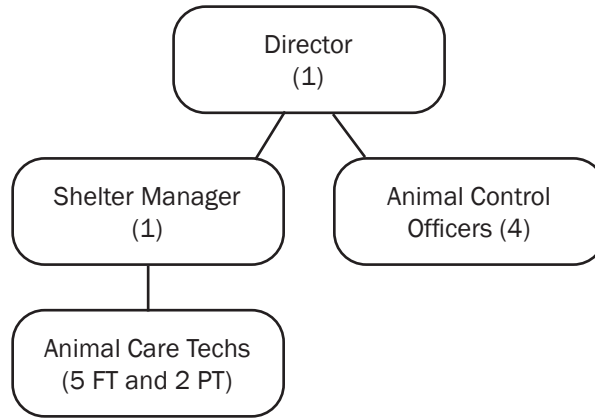 Director
(1)
Shelter Manager
(1)
Animal Control
Officers (4)
Animal Care Techs
(5 FT and 2 PT)